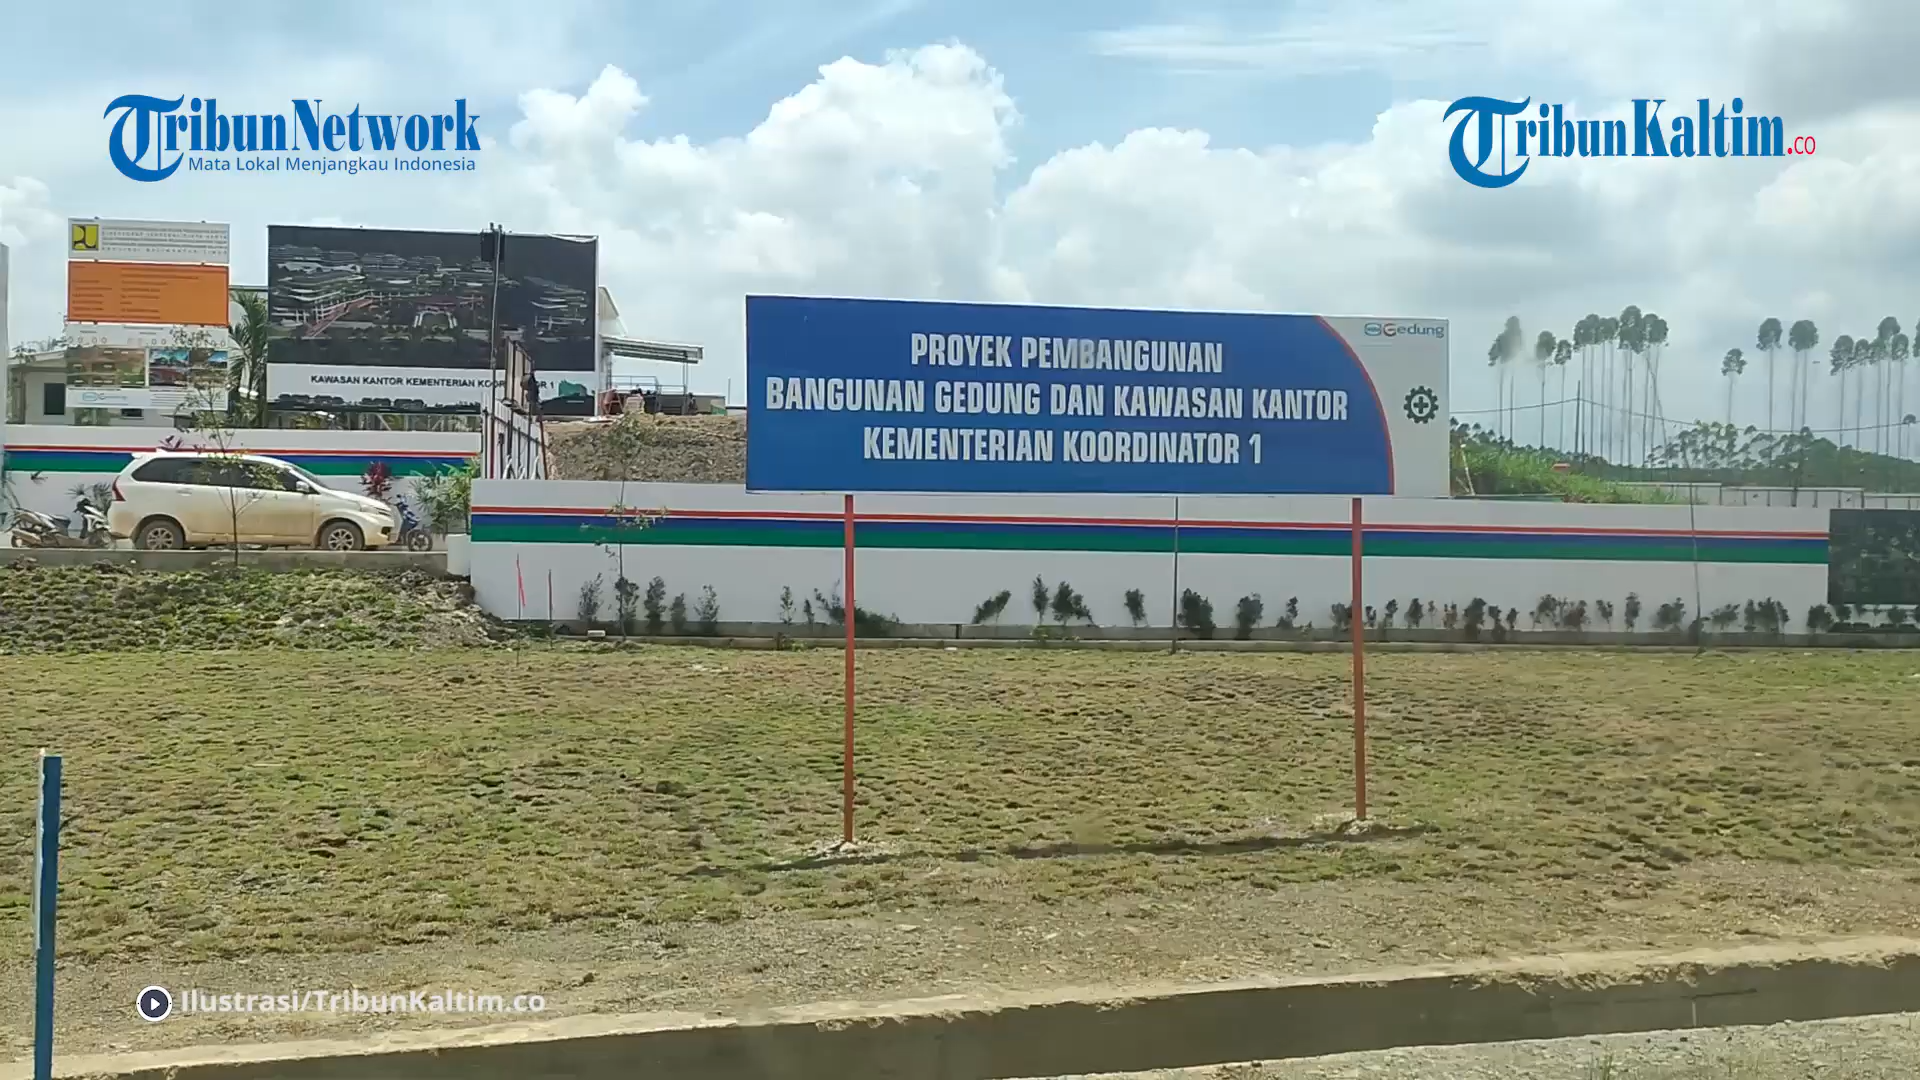 TribunNetwork
Mata Lokal Menjangkau Indonesia
TribunKaltim.co
KAWASAN KANTOR KEMENTERIAN
PROYEK PEMBANGUNAN
BANGUNAN GEDUNG DAN KAWASAN KANTOR
KEMENTERIAN KOORDINATOR 1
Gedung
Ilustrasi/TribunKaltim.co